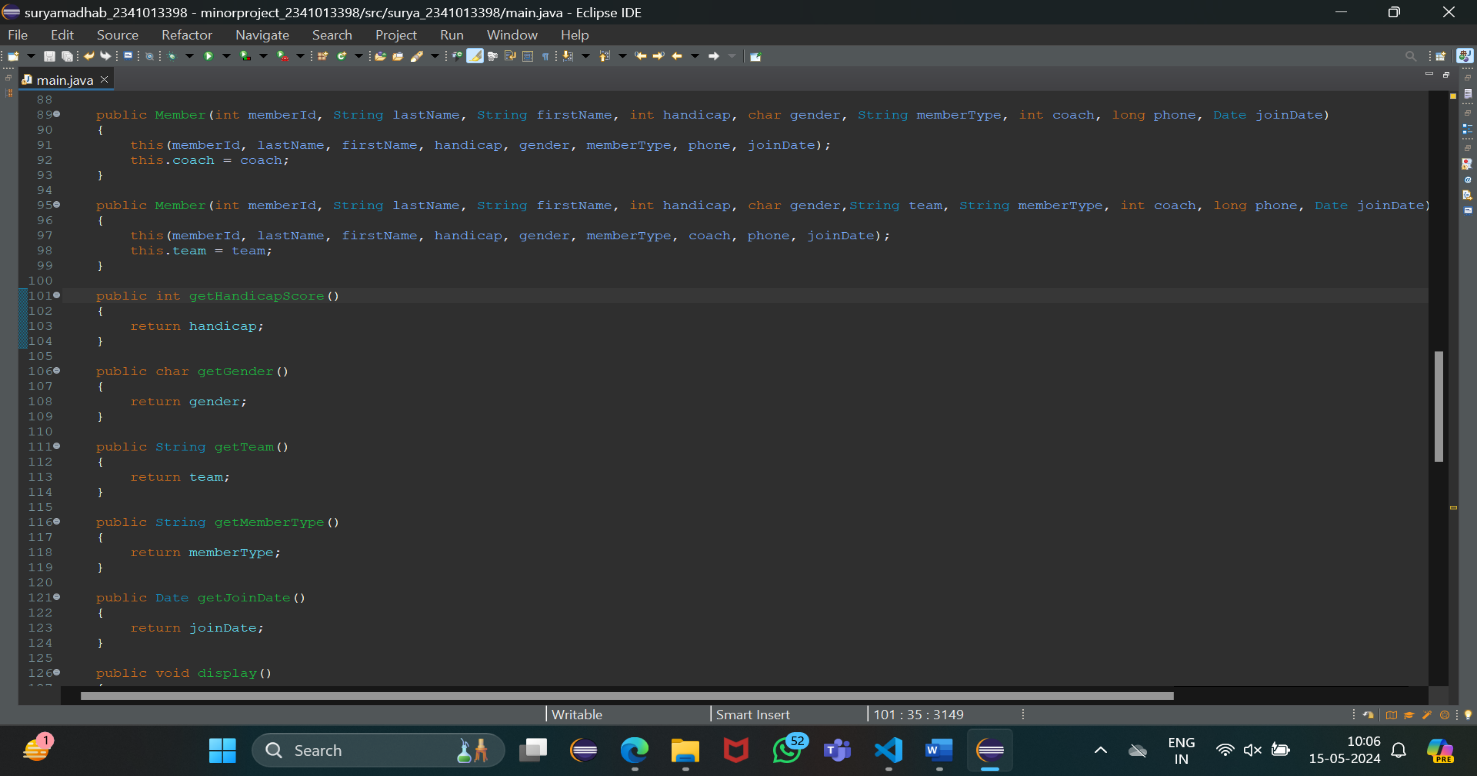 suryamadhab_2341013398 - minorproject_2341013398/src/surya_2341013398/main.java - Eclipse IDE
File Edit Source Refactor Navigate Search Project Run Window Help
main.java
88
89 public Member(int memberId, String lastName, String firstName, int handicap, char gender, String memberType, int coach, long phone, Date joinDate)
90 {
91 this(memberId, lastName, firstName, handicap, gender, memberType, phone, joinDate);
92 this.coach = coach;
93 }
94
95 public Member(int memberId, String lastName, String firstName, int handicap, char gender,String team, String memberType, int coach, long phone, Date joinDate)
96 {
97 this(memberId, lastName, firstName, handicap, gender, memberType, coach, phone, joinDate);
98 this.team = team;
99 }
100
101 public int getHandicapScore()
102 {
103 return handicap;
104 }
105
106 public char getGender()
107 {
108 return gender;
109 }
110
111 public String getTeam()
112 {
113 return team;
114 }
115
116 public String getMemberType()
117 {
118 return memberType;
119 }
120
121 public Date getJoinDate()
122 {
123 return joinDate;
124 }
125
126 public void display()
Writable Smart Insert 101 : 35 : 3149
1 Search 52 ENG IN 10:06 15-05-2024 PRE